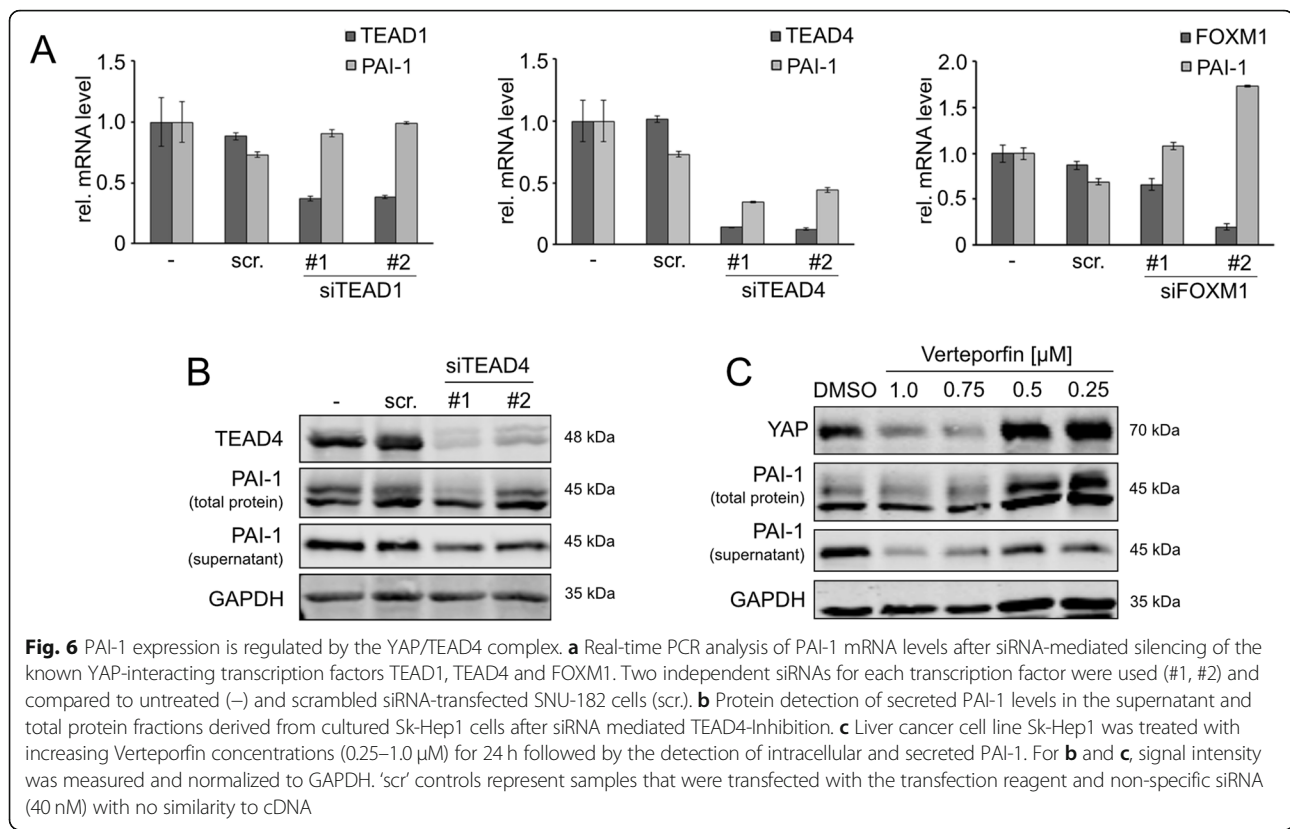 A
TEAD1
PAI-1
rel. mRNA level
1.5
1.0
0.5
0
- scr. #1 #2
siTEAD1
TEAD4
PAI-1
rel. mRNA level
1.5
1.0
0.5
0
- scr. #1 #2
siTEAD4
FOXM1
PAI-1
rel. mRNA level
2.0
1.5
1.0
0.5
0
- scr. #1 #2
siFOXM1
B
siTEAD4
- scr. #1 #2
TEAD4 48 kDa
PAI-1 45 kDa
(total protein)
PAI-1 45 kDa
(supernatant)
GAPDH 35 kDa
C
Verteporfin [µM]
DMSO 1.0 0.75 0.5 0.25
YAP 70 kDa
PAI-1 45 kDa
(total protein)
PAI-1 45 kDa
(supernatant)
GAPDH 35 kDa
Fig. 6 PAI-1 expression is regulated by the YAP/TEAD4 complex. a Real-time PCR analysis of PAI-1 mRNA levels after siRNA-mediated silencing of the
known YAP-interacting transcription factors TEAD1, TEAD4 and FOXM1. Two independent siRNAs for each transcription factor were used (#1, #2) and
compared to untreated (−) and scrambled siRNA-transfected SNU-182 cells (scr.). b Protein detection of secreted PAI-1 levels in the supernatant and
total protein fractions derived from cultured Sk-Hep1 cells after siRNA mediated TEAD4-Inhibition. c Liver cancer cell line Sk-Hep1 was treated with
increasing Verteporfin concentrations (0.25–1.0 μM) for 24 h followed by the detection of intracellular and secreted PAI-1. For b and c, signal intensity
was measured and normalized to GAPDH. ‘scr’ controls represent samples that were transfected with the transfection reagent and non-specific siRNA
(40 nM) with no similarity to cDNA